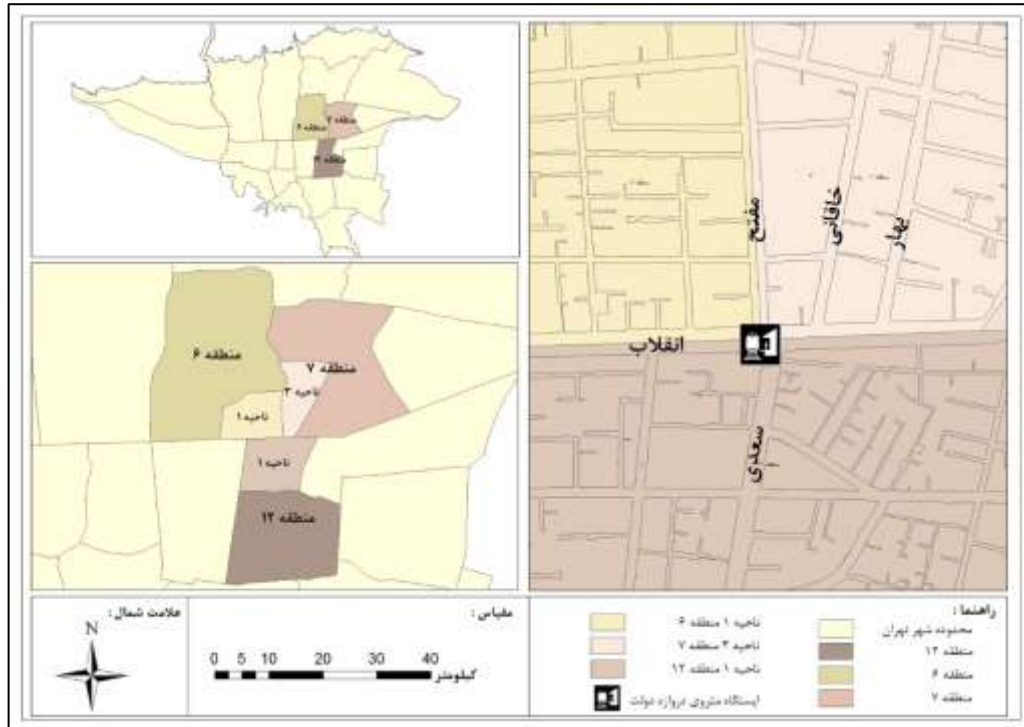 منطقه ۶
منطقه ۷
منطقه ۱۲
منطقه ۶
منطقه ۷
ناحیه ۳
ناحیه ۱
ناحیه ۱
منطقه ۱۲
مفتح
خاقانی
بهار
انقلاب
سعدی
علامت شمال:
N
مقیاس:
0 5 10 20 30 40
کیلومتر
راهنما:
محدوده شهر تهران
منطقه ۱۲
منطقه ۶
منطقه ۷
ناحیه ۱ منطقه ۶
ناحیه ۳ منطقه ۷
ناحیه ۱ منطقه ۱۲
ایستگاه متروی دروازه دولت